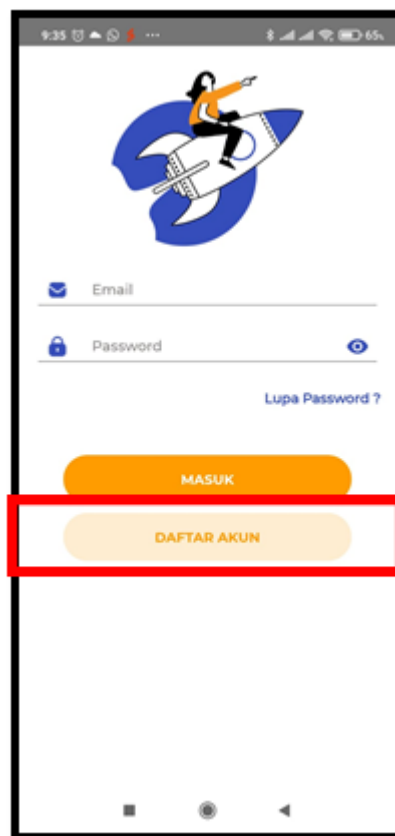 9:35 ... 65%
Email
Password
Lupa Password ?
MASUK
DAFTAR AKUN